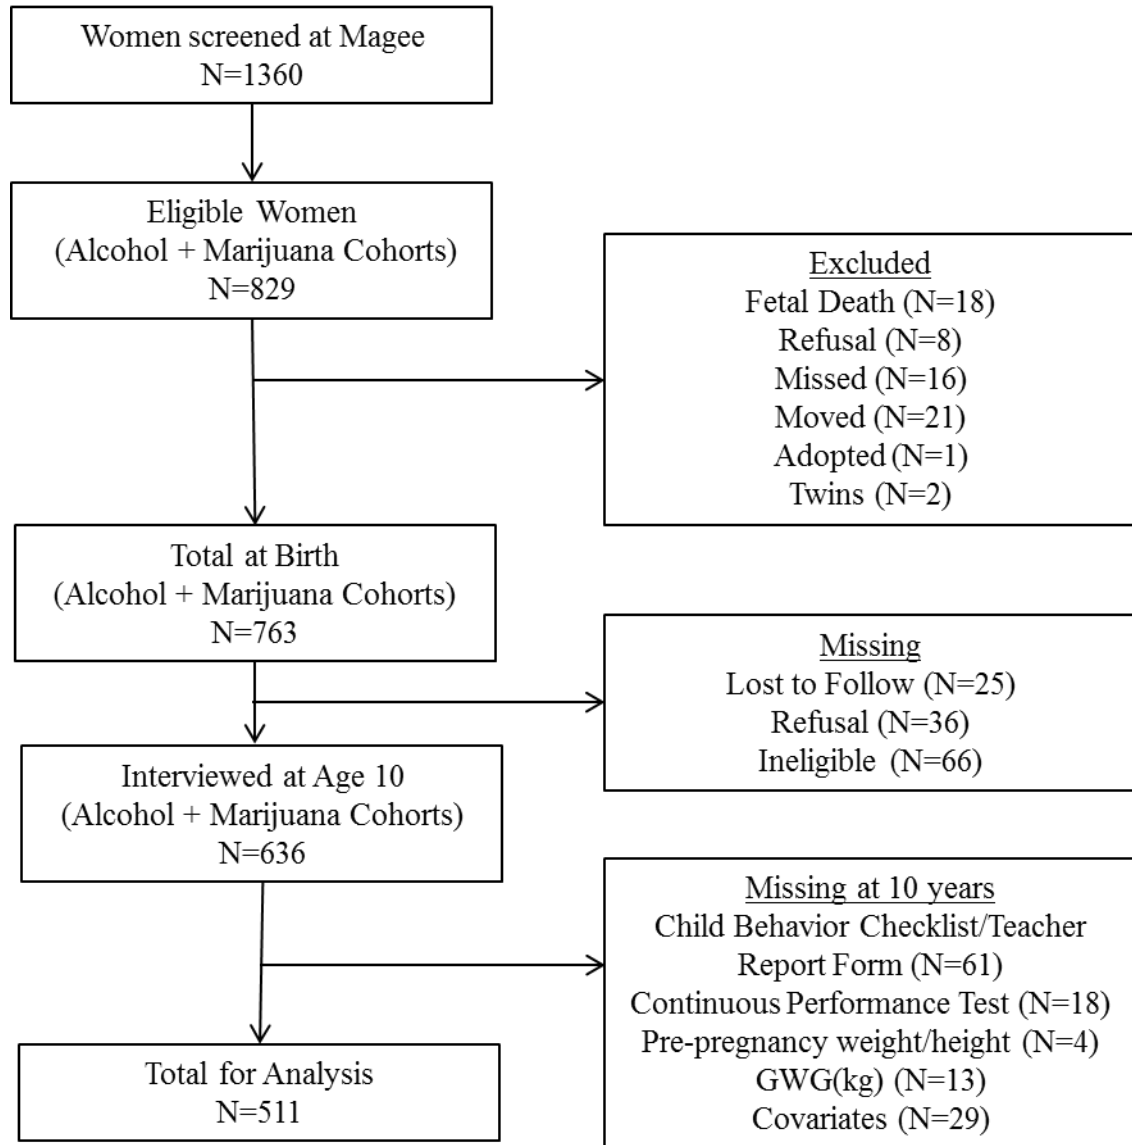 Women screened at Magee
N=1360
Eligible Women
(Alcohol + Marijuana Cohorts)
N=829
Excluded
Fetal Death (N=18)
Refusal (N=8)
Missed (N=16)
Moved (N=21)
Adopted (N=1)
Twins (N=2)
Total at Birth
(Alcohol + Marijuana Cohorts)
N=763
Missing
Lost to Follow (N=25)
Refusal (N=36)
Ineligible (N=66)
Interviewed at Age 10
(Alcohol + Marijuana Cohorts)
N=636
Missing at 10 years
Child Behavior Checklist/Teacher
Report Form (N=61)
Continuous Performance Test (N=18)
Pre-pregnancy weight/height (N=4)
GWG(kg) (N=13)
Covariates (N=29)
Total for Analysis
N=511